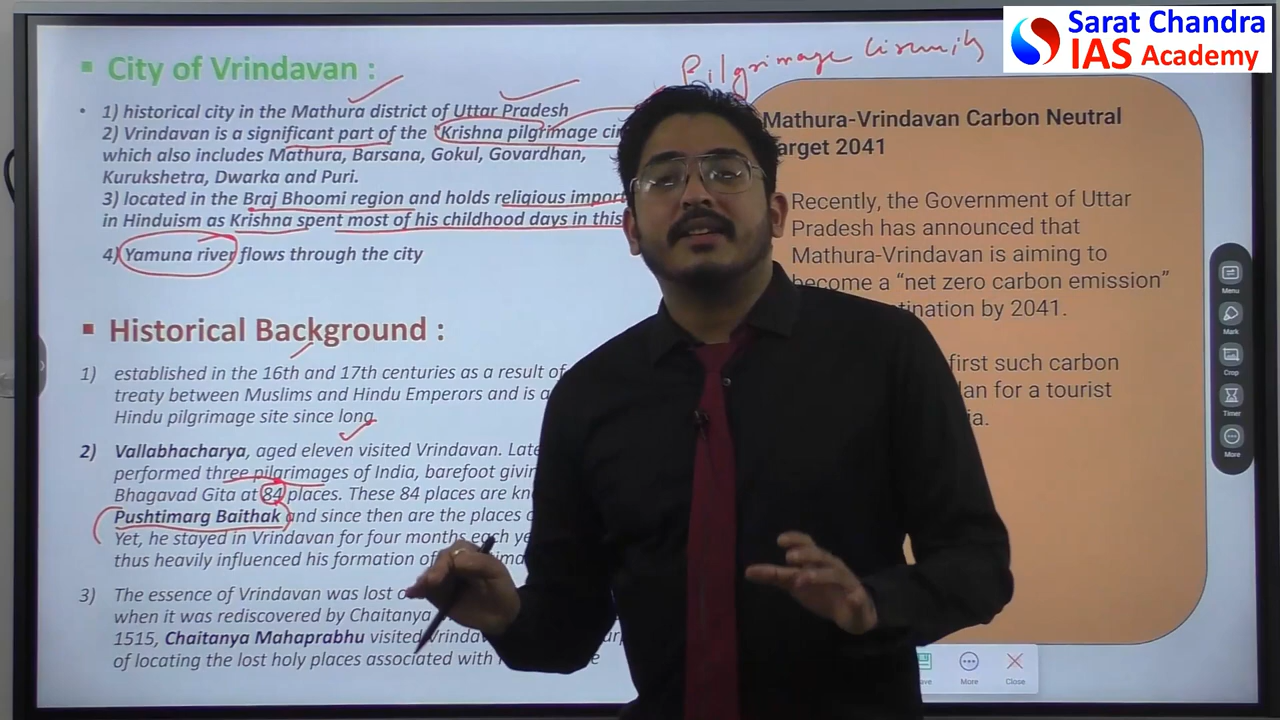 Sarat Chandra
IAS Academy
Pilgrimage
▪ City of Vrindavan :
• 1) historical city in the Mathura district of Uttar Pradesh
2) Vrindavan is a significant part of the Krishna pilgrimage
which also includes Mathura, Barsana, Gokul, Govardhan,
Kurukshetra, Dwarka and Puri.
3) located in the Braj Bhoomi region and holds religious
in Hinduism as Krishna spent most of his childhood days in this
4) Yamuna river flows through the city
▪ Historical Background :
1) established in the 16th and 17th centuries as a result of
treaty between Muslims and Hindu Emperors and is a
Hindu pilgrimage site since long
2) Vallabhacharya, aged eleven visited Vrindavan.
performed three pilgrimages of India, barefoot
Bhagavad Gita at 84 places. These 84 places are
Pushtimarg Baithak and since then are the places
Yet, he stayed in Vrindavan for four months each
thus heavily influenced his formation of
3) The essence of Vrindavan was lost
when it was rediscovered by Chaitanya
1515, Chaitanya Mahaprabhu visited
of locating the lost holy places associated with
Mathura-Vrindavan Carbon Neutral
2041
Recently, the Government of Uttar
Pradesh has announced that
Mathura-Vrindavan is aiming to
become a “net zero carbon emission”
by 2041.
first such carbon
for a tourist
Menu
Mark
Crop
Timer
More
More
Close